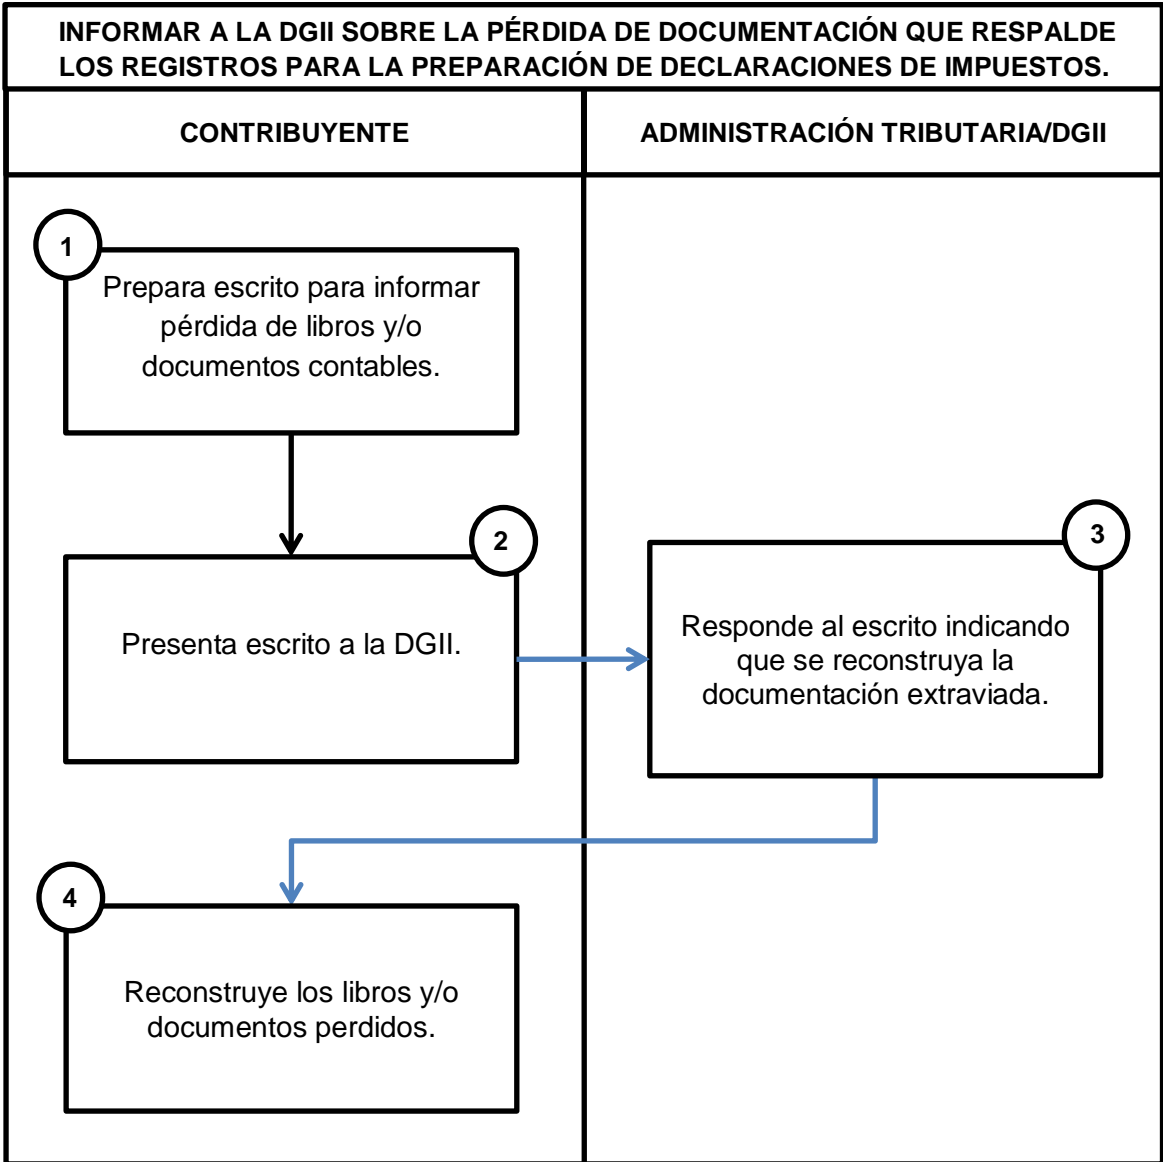 INFORMAR A LA DGII SOBRE LA PÉRDIDA DE DOCUMENTACIÓN QUE RESPALDE
LOS REGISTROS PARA LA PREPARACIÓN DE DECLARACIONES DE IMPUESTOS.
CONTRIBUYENTE
ADMINISTRACIÓN TRIBUTARIA/DGII
1
Prepara escrito para informar
pérdida de libros y/o
documentos contables.
2
Presenta escrito a la DGII.
3
Responde al escrito indicando
que se reconstruya la
documentación extraviada.
4
Reconstruye los libros y/o
documentos perdidos.